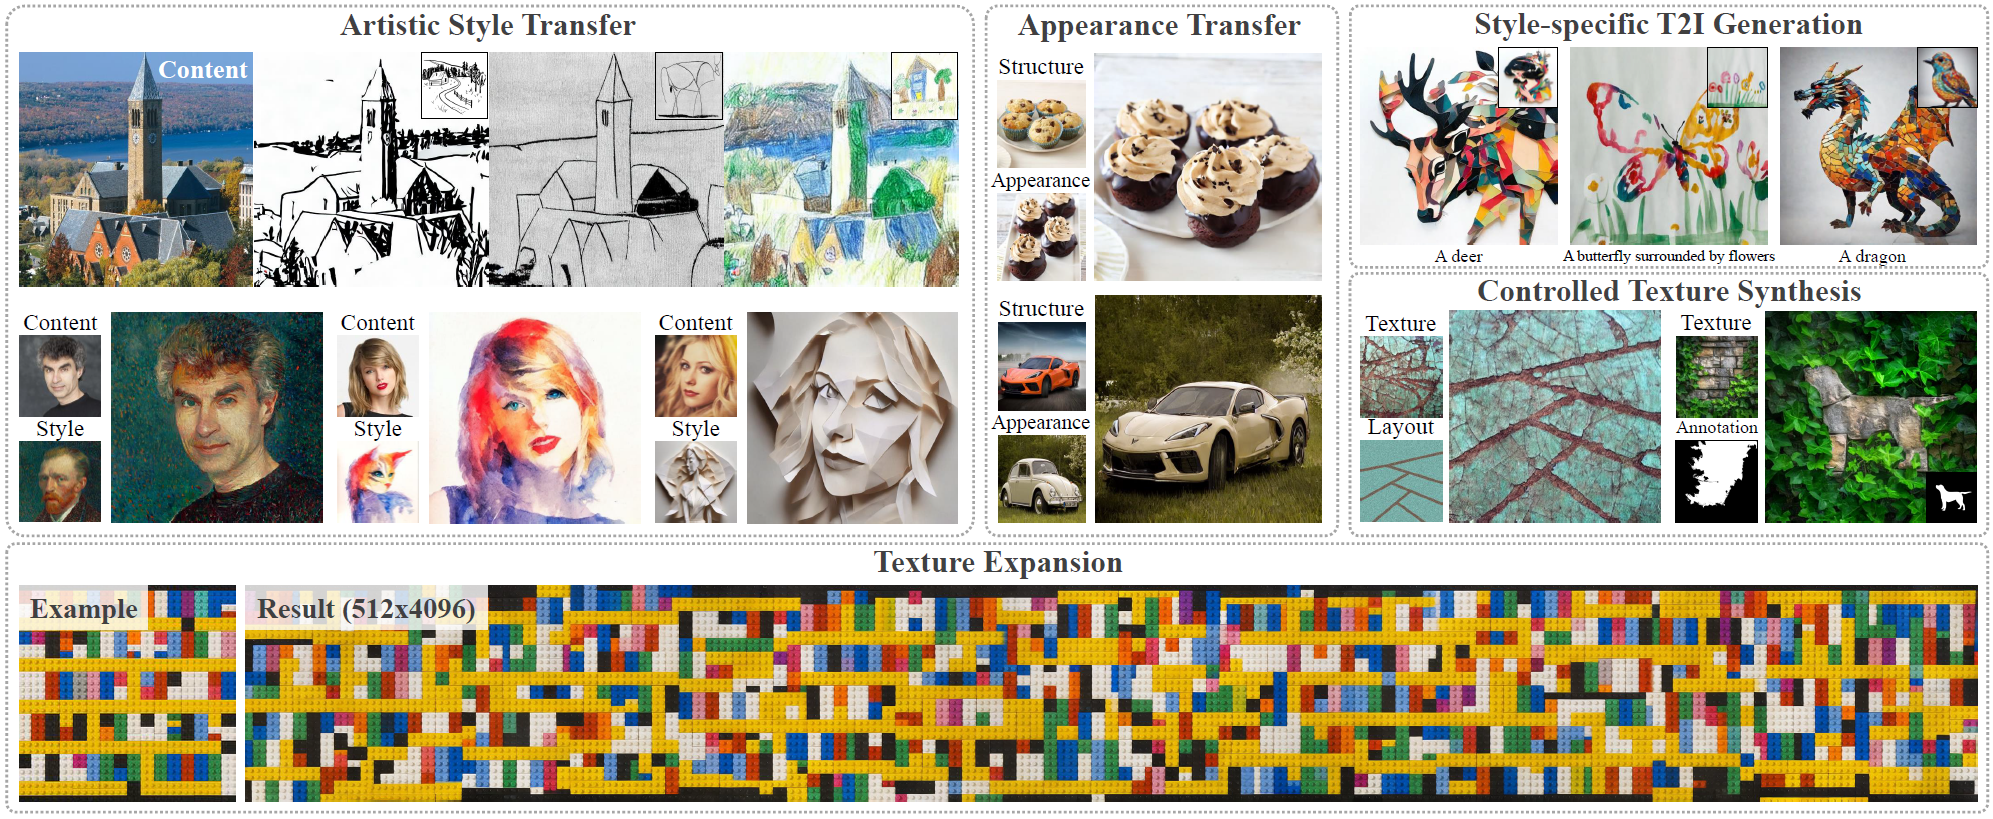 Artistic Style Transfer
Content
Content
Style
Content
Style
Content
Style
Appearance Transfer
Structure
Appearance
Structure
Appearance
Style-specific T2I Generation
A deer
A butterfly surrounded by flowers
A dragon
Controlled Texture Synthesis
Texture
Layout
Texture
Annotation
Texture Expansion
Example
Result (512x4096)